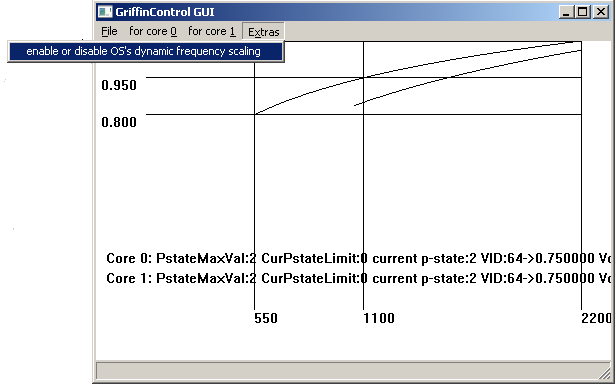 GriffinControl GUI
File for core 0 for core 1 Extras
enable or disable OS's dynamic frequency scaling
0.950
0.800
Core 0: PstateMaxVal:2 CurPstateLimit:0 current p-state:2 VID:64->0.750000
Core 1: PstateMaxVal:2 CurPstateLimit:0 current p-state:2 VID:64->0.750000
550 1100 2200